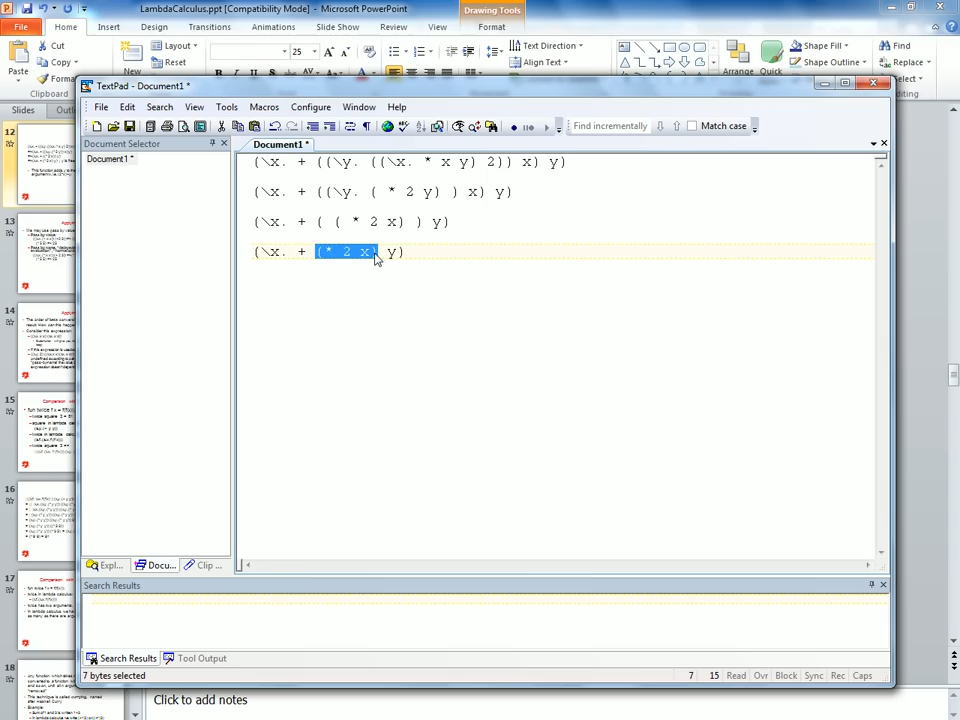 LambdaCalculus.ppt [Compatibility Mode] - Microsoft PowerPoint
Drawing Tools
File Home Insert Design Transitions Animations Slide Show Review View Format
Cut
Copy
Paste
Clipboard
New
Layout
Reset
25
Text Direction
Align Text
Arrange
Quick
Shape Fill
Shape Outline
Find
Replace
TextPad - Document1 *
File Edit Search View Tools Macros Configure Window Help
Find incrementally
Match case
Slides
Document Selector
Document1 *
Document1 *
(\x. + ((\y. ((\x. * x y) 2)) x) y)
(\x. + ((\y. ( * 2 y) ) x) y)
(\x. + ( ( * 2 x) ) y)
(\x. + (* 2 x) y)
12
13
14
15
16
17
18
Expl...
Docu...
Clip ...
Search Results
Search Results
Tool Output
7 bytes selected
7 15 Read Ovr Block Sync Rec Caps
Click to add notes